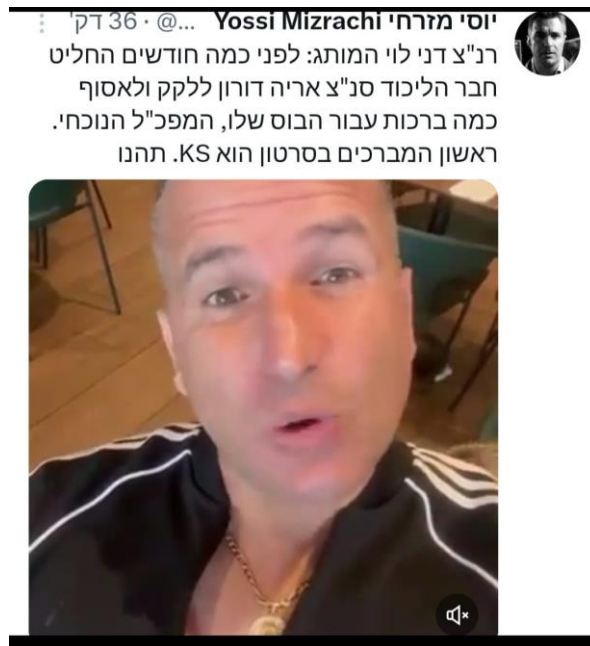 יוסי מזרחי Yossi Mizrachi @... · 36 דק'
רנ"צ דני לוי המותג: לפני כמה חודשים החליט
חבר הליכוד סנ"צ אריה דורון ללקק ולאסוף
כמה ברכות עבור הבוס שלו, המפכ"ל הנוכחי.
ראשון המברכים בסרטון הוא KS. תהנו